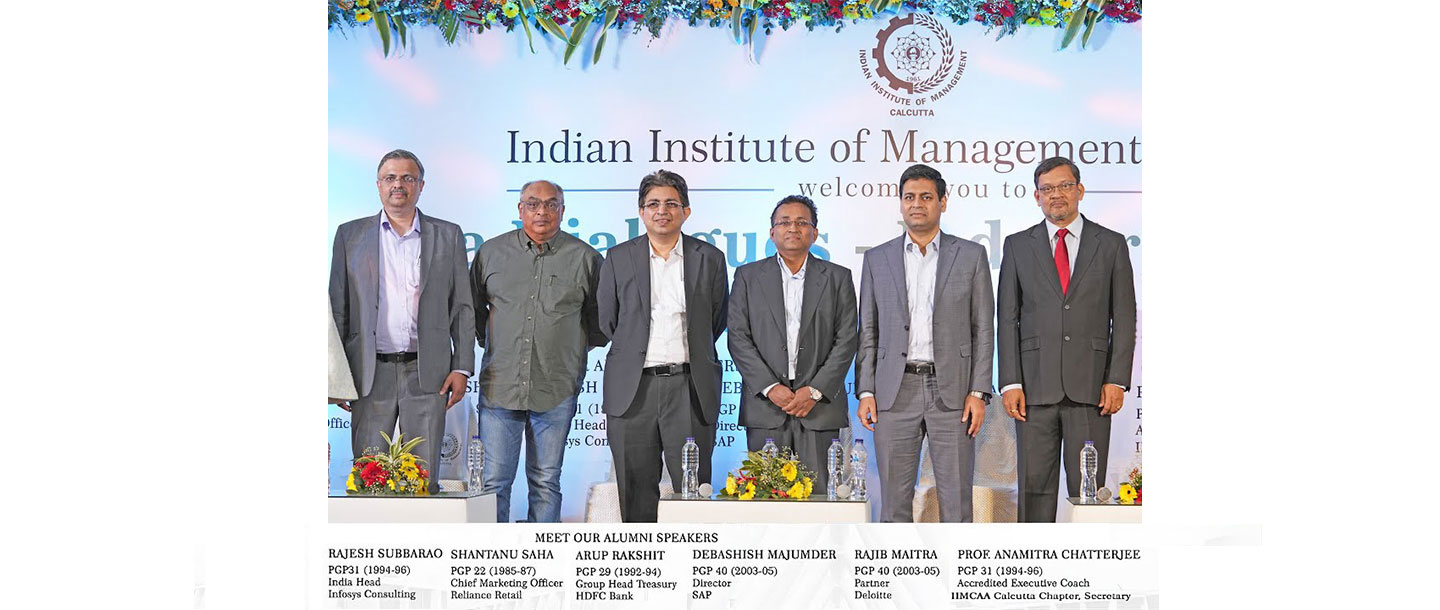 1961
INDIAN INSTITUTE OF MANAGEMENT
CALCUTTA
Indian Institute of Management
welcome you to
MEET OUR ALUMNI SPEAKERS
RAJESH SUBBARAO
PGP31 (1994-96)
India Head
Infosys Consulting
SHANTANU SAHA
PGP 22 (1985-87)
Chief Marketing Officer
Reliance Retail
ARUP RAKSHIT
PGP 29 (1992-94)
Group Head Treasury
HDFC Bank
DEBASHISH MAJUMDER
PGP 40 (2003-05)
Director
SAP
RAJIB MAITRA
PGP 40 (2003-05)
Partner
Deloitte
PROF. ANAMITRA CHATTERJEE
PGP 31 (1994-96)
Accredited Executive Coach
IIMCAA Calcutta Chapter, Secretary